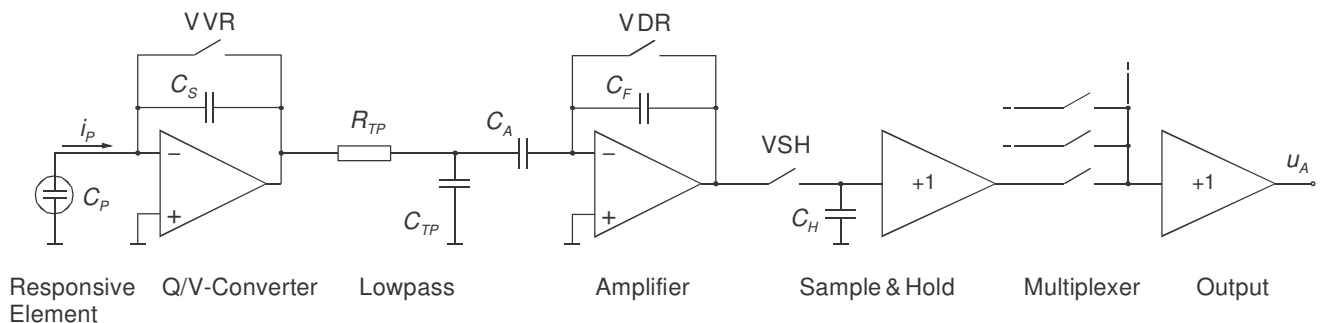 VVR
VDR
C_S
C_F
i_P
R_TP
C_A
VSH
u_A
−
−
+1
+1
C_P
+
C_TP
+
C_H
Responsive Element
Q/V-Converter
Lowpass
Amplifier
Sample & Hold
Multiplexer
Output